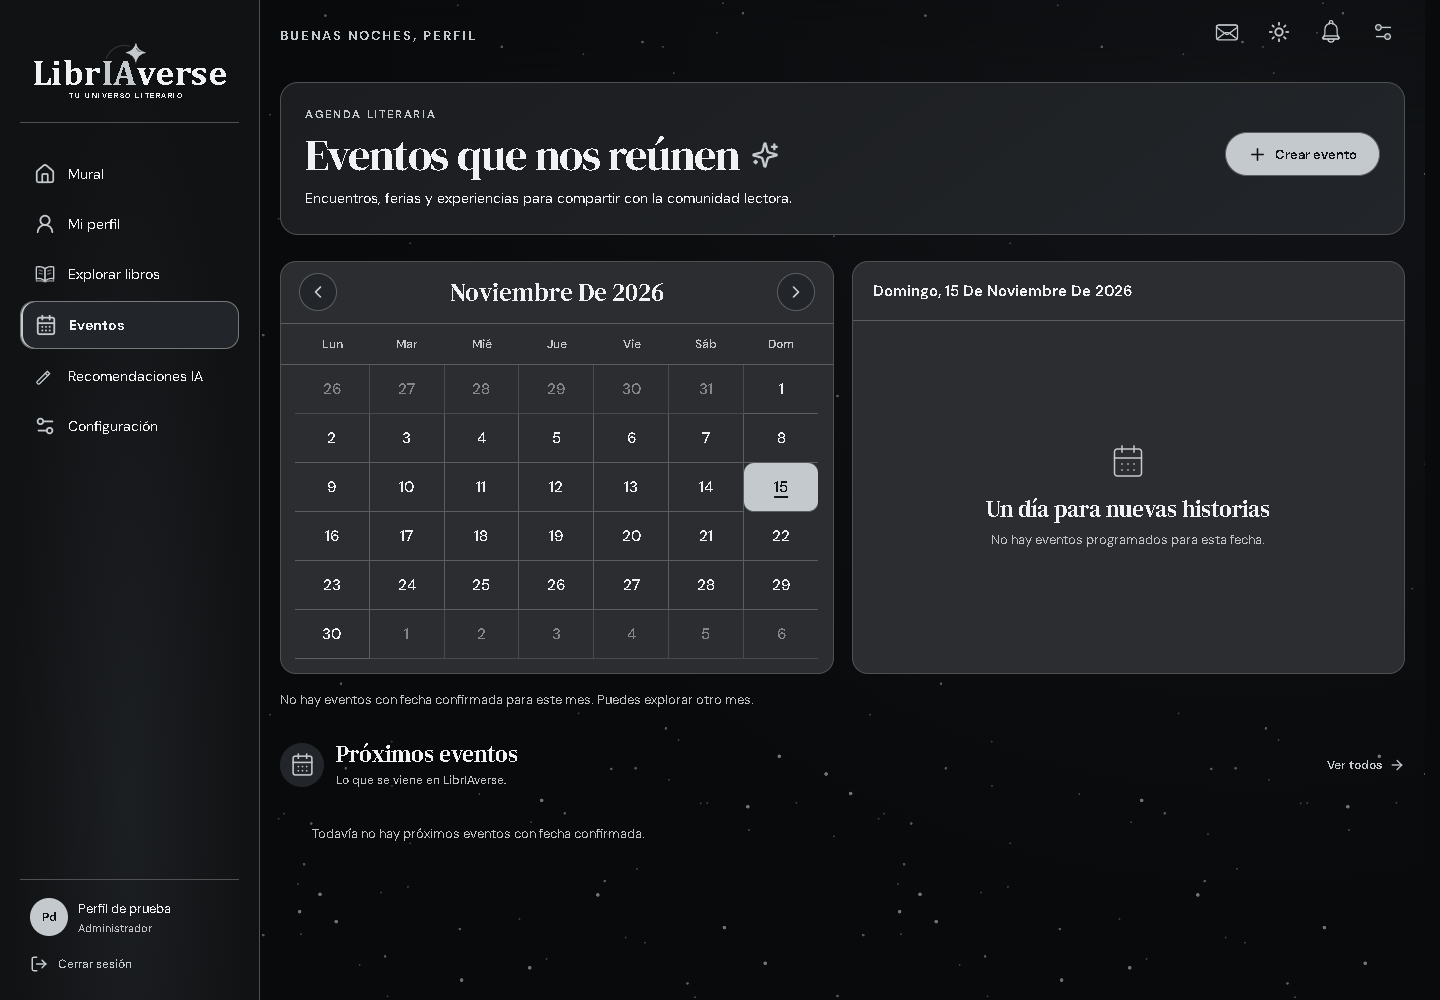 LibrIAverse
TU UNIVERSO LITERARIO
Mural
Mi perfil
Explorar libros
Eventos
Recomendaciones IA
Configuración
Pd
Perfil de prueba
Administrador
Cerrar sesión
BUENAS NOCHES, PERFIL
AGENDA LITERARIA
Eventos que nos reúnen
Encuentros, ferias y experiencias para compartir con la comunidad lectora.
Crear evento
Noviembre De 2026
Lun Mar Mié Jue Vie Sáb Dom
26 27 28 29 30 31 1
2 3 4 5 6 7 8
9 10 11 12 13 14 15
16 17 18 19 20 21 22
23 24 25 26 27 28 29
30 1 2 3 4 5 6
Domingo, 15 De Noviembre De 2026
Un día para nuevas historias
No hay eventos programados para esta fecha.
No hay eventos con fecha confirmada para este mes. Puedes explorar otro mes.
Próximos eventos
Lo que se viene en LibrIAverse.
Ver todos
Todavía no hay próximos eventos con fecha confirmada.